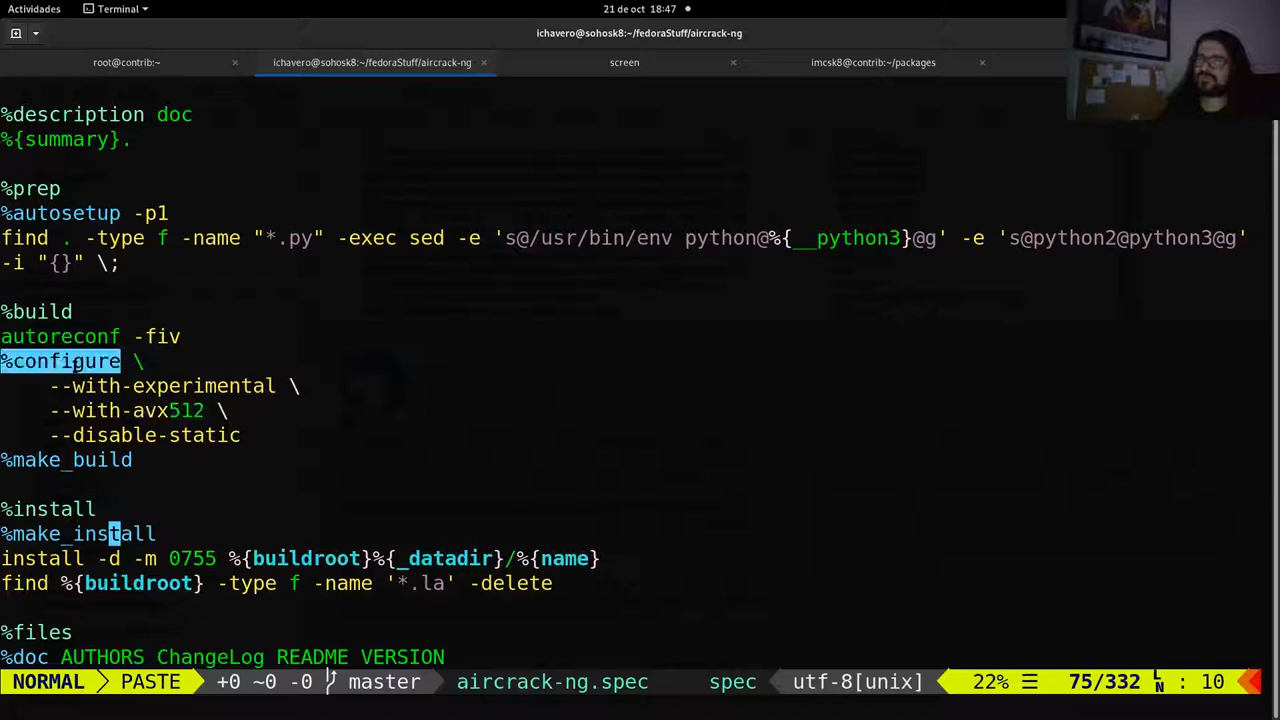 Actividades
Terminal
21 de oct 18:47
ichavero@sohosk8:~/fedoraStuff/aircrack-ng
root@contrib:~
×
ichavero@sohosk8:~/fedoraStuff/aircrack-ng
×
screen
×
imcsk8@contrib:~/packages
×
%description doc
%{summary}.
%prep
%autosetup -p1
find . -type f -name "*.py" -exec sed -e 's@/usr/bin/env python@%{__python3}@g' -e 's@python2@python3@g'
-i "{}" \;
%build
autoreconf -fiv
%configure \
--with-experimental \
--with-avx512 \
--disable-static
%make_build
%install
%make_install
install -d -m 0755 %{buildroot}%{_datadir}/%{name}
find %{buildroot} -type f -name '*.la' -delete
%files
%doc AUTHORS ChangeLog README VERSION
NORMAL PASTE +0 ~0 -0 master aircrack-ng.spec spec utf-8[unix] 22% ☰ 75/332 LN : 10